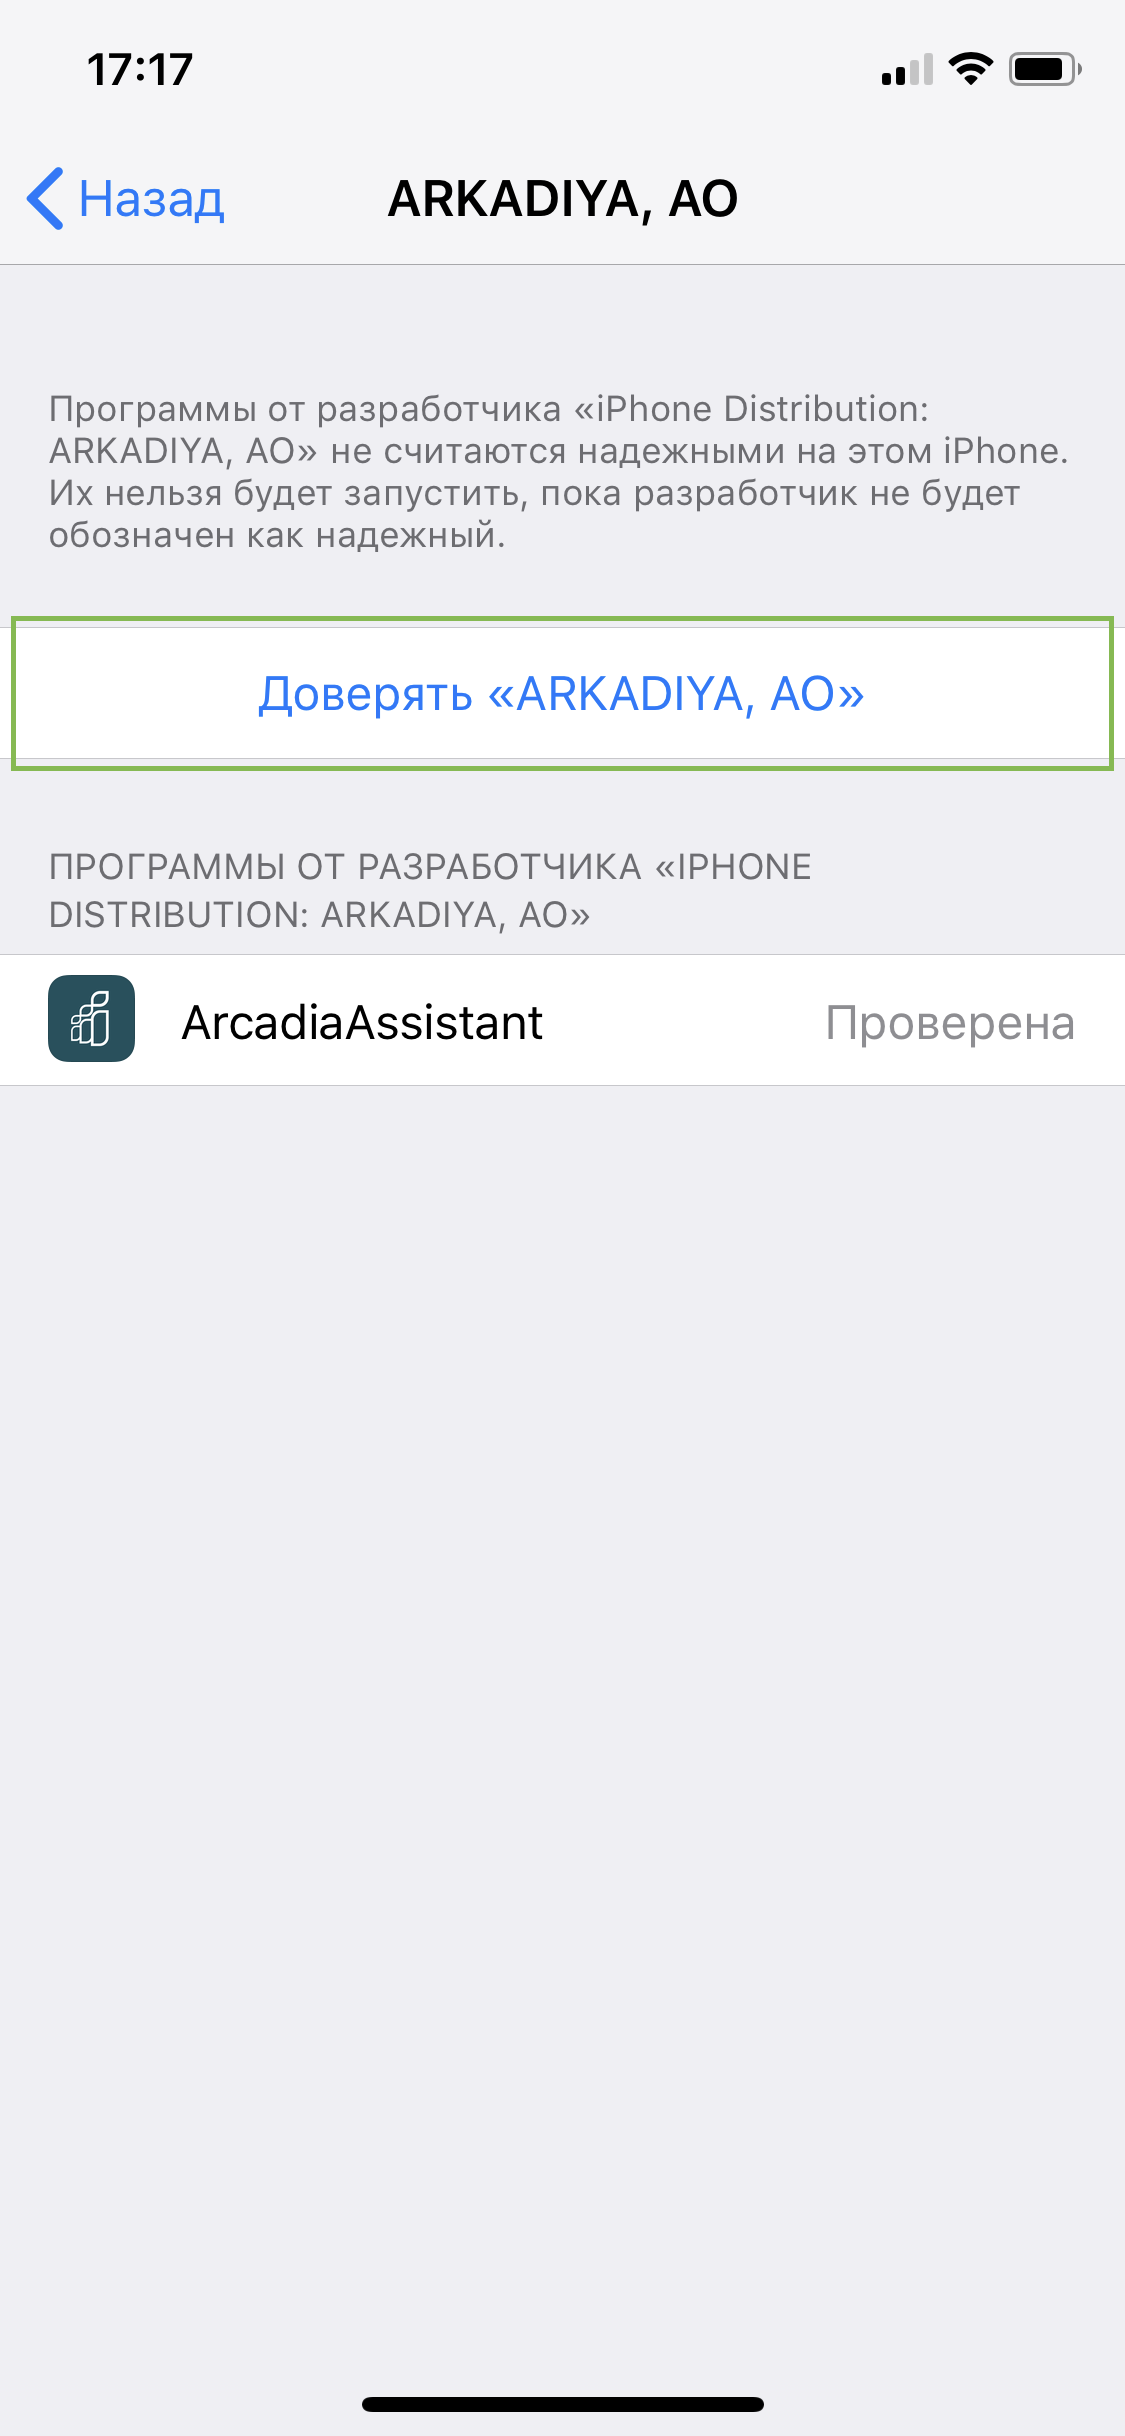 17:17
Назад
ARKADIYA, AO
Программы от разработчика «iPhone Distribution:
ARKADIYA, AO» не считаются надежными на этом iPhone.
Их нельзя будет запустить, пока разработчик не будет
обозначен как надежный.
Доверять «ARKADIYA, AO»
ПРОГРАММЫ ОТ РАЗРАБОТЧИКА «IPHONE
DISTRIBUTION: ARKADIYA, AO»
ArcadiaAssistant
Проверена